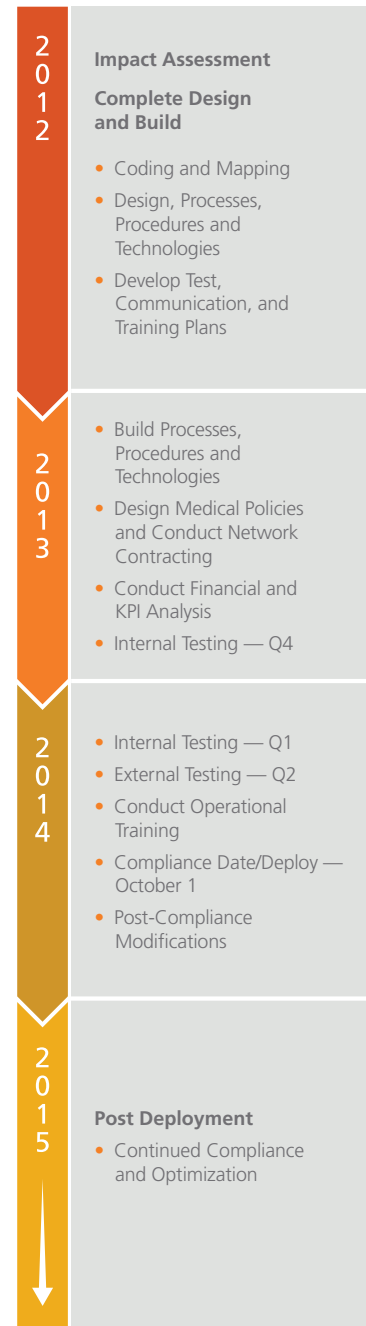 2012
Impact Assessment
Complete Design
and Build
• Coding and Mapping
• Design, Processes,
Procedures and
Technologies
• Develop Test,
Communication, and
Training Plans
2013
• Build Processes,
Procedures and
Technologies
• Design Medical Policies
and Conduct Network
Contracting
• Conduct Financial and
KPI Analysis
• Internal Testing — Q4
2014
• Internal Testing — Q1
• External Testing — Q2
• Conduct Operational
Training
• Compliance Date/Deploy —
October 1
• Post-Compliance
Modifications
2015
Post Deployment
• Continued Compliance
and Optimization